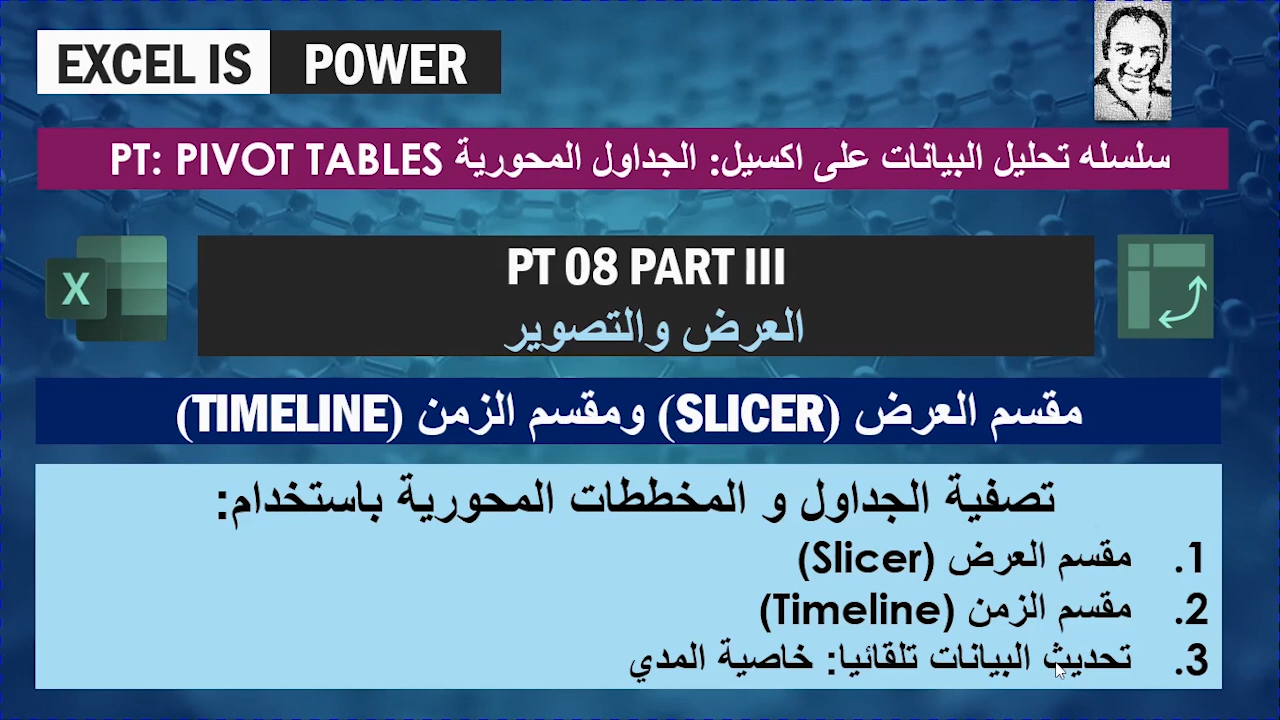 EXCEL IS POWER
سلسله تحليل البيانات على اكسيل: الجداول المحورية PT: PIVOT TABLES
X
PT 08 PART III
العرض والتصوير
مقسم العرض (SLICER) ومقسم الزمن (TIMELINE)
تصفية الجداول و المخططات المحورية باستخدام:
1. مقسم العرض (Slicer)
2. مقسم الزمن (Timeline)
3. تحديث البيانات تلقائيا: خاصية المدي